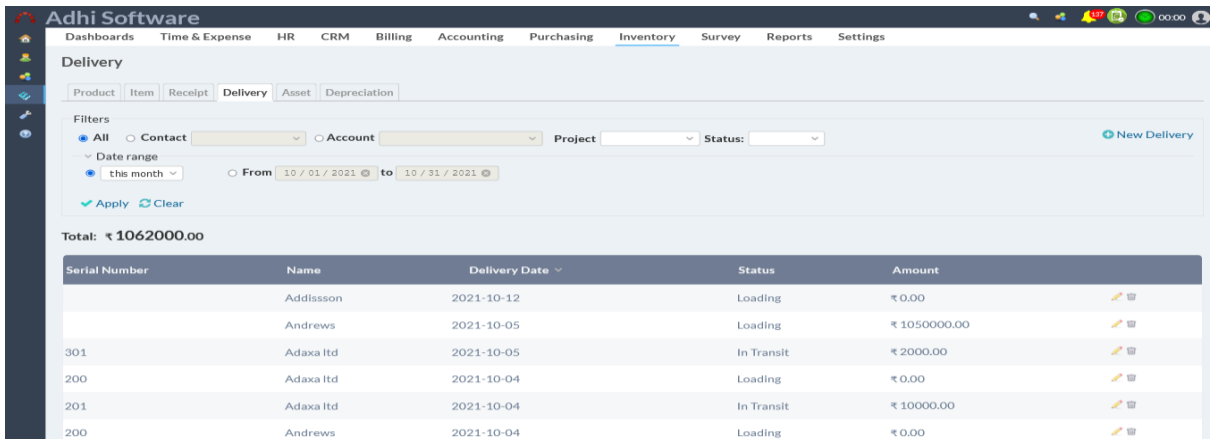 Adhi Software
137
00:00
Dashboards Time & Expense HR CRM Billing Accounting Purchasing Inventory Survey Reports Settings
Delivery
Product Item Receipt Delivery Asset Depreciation
Filters
All Contact Account Project Status:
New Delivery
Date range
this month From 10 / 01 / 2021 to 10 / 31 / 2021
Apply Clear
Total: ₹ 1062000.00
Serial Number Name Delivery Date Status Amount
Addissson 2021-10-12 Loading ₹ 0.00
Andrews 2021-10-05 Loading ₹ 1050000.00
301 Adaxa ltd 2021-10-05 In Transit ₹ 2000.00
200 Adaxa ltd 2021-10-04 Loading ₹ 0.00
201 Adaxa ltd 2021-10-04 In Transit ₹ 10000.00
200 Andrews 2021-10-04 Loading ₹ 0.00